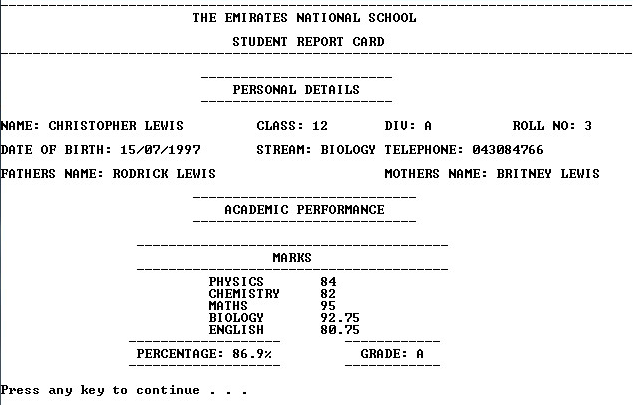 THE EMIRATES NATIONAL SCHOOL
STUDENT REPORT CARD
PERSONAL DETAILS
NAME: CHRISTOPHER LEWIS CLASS: 12 DIV: A ROLL NO: 3
DATE OF BIRTH: 15/07/1997 STREAM: BIOLOGY TELEPHONE: 043084766
FATHERS NAME: RODRICK LEWIS MOTHERS NAME: BRITNEY LEWIS
ACADEMIC PERFORMANCE
MARKS
PHYSICS 84
CHEMISTRY 82
MATHS 95
BIOLOGY 92.75
ENGLISH 80.75
PERCENTAGE: 86.9% GRADE: A
Press any key to continue . . .